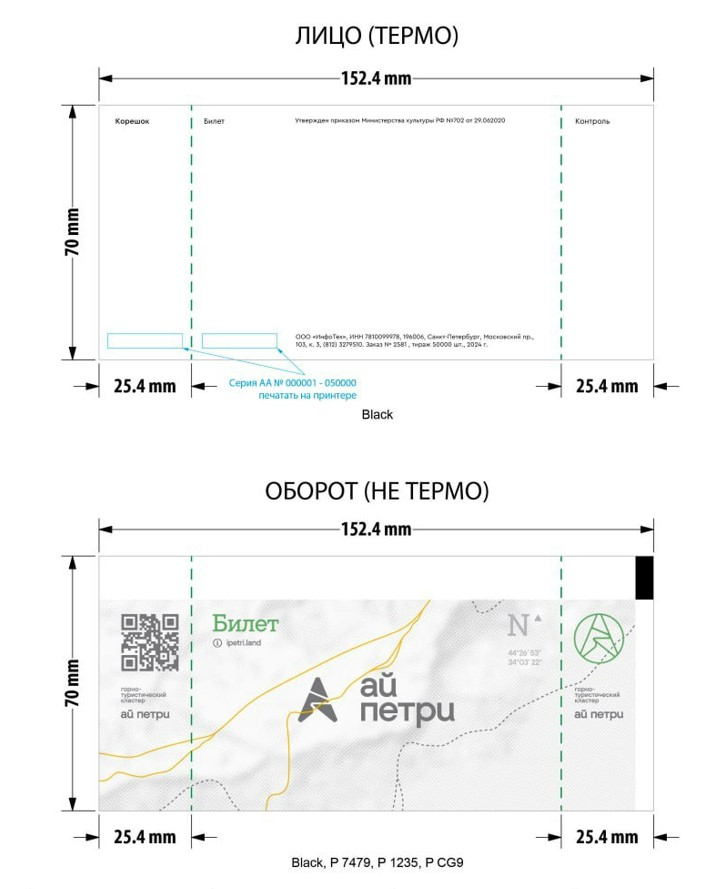 ЛИЦО (ТЕРМО)
152.4 mm
Корешок
Билет
Утвержден приказом Министерства культуры РФ №702 от 29.062020
Контроль
70 mm
ООО «ИнфоТех», ИНН 7810099978, 196006, Санкт-Петербург, Московский пр.,
103, к. 3, (812) 3279510. Заказ № 2581 , тираж 50000 шт., 2024 г.
25.4 mm
Серия АА № 000001 - 050000
печатать на принтере
25.4 mm
Black
ОБОРОТ (НЕ ТЕРМО)
152.4 mm
70 mm
Билет
ipetri.land
N
44°26' 53"
34°03' 22"
горно-
туристический
кластер
ай петри
ай
петри
горно-
туристический
кластер
ай петри
25.4 mm
25.4 mm
Black, P 7479, P 1235, P CG9